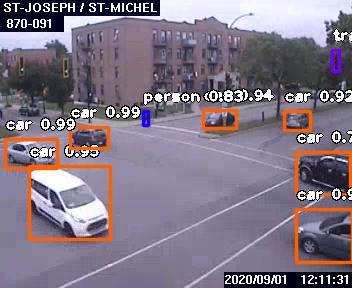 ST-JOSEPH / ST-MICHEL
870-091
tra
person 0.83
0.94
car 0.92
car 0.99
car 0.99
car 0.93
car 0.7
car 0.9
2020/09/01 12:11:31